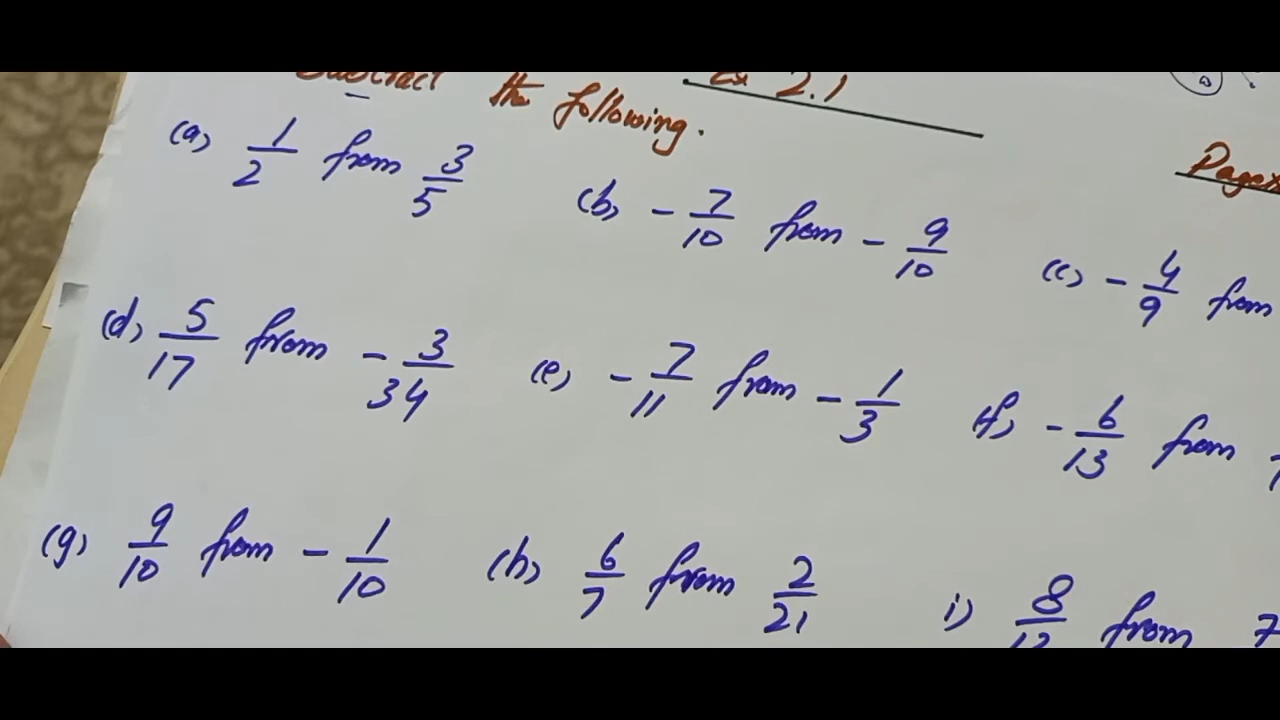 Subtract the following. Ex 2.1
(a) 1/2 from 3/5 (b) - 7/10 from - 9/10 (c) - 4/9 from
(d) 5/17 from - 3/34 (e) - 7/11 from - 1/3 (f) - 6/13 from
(g) 9/10 from - 1/10 (h) 6/7 from 2/21 i) 8/ from 7